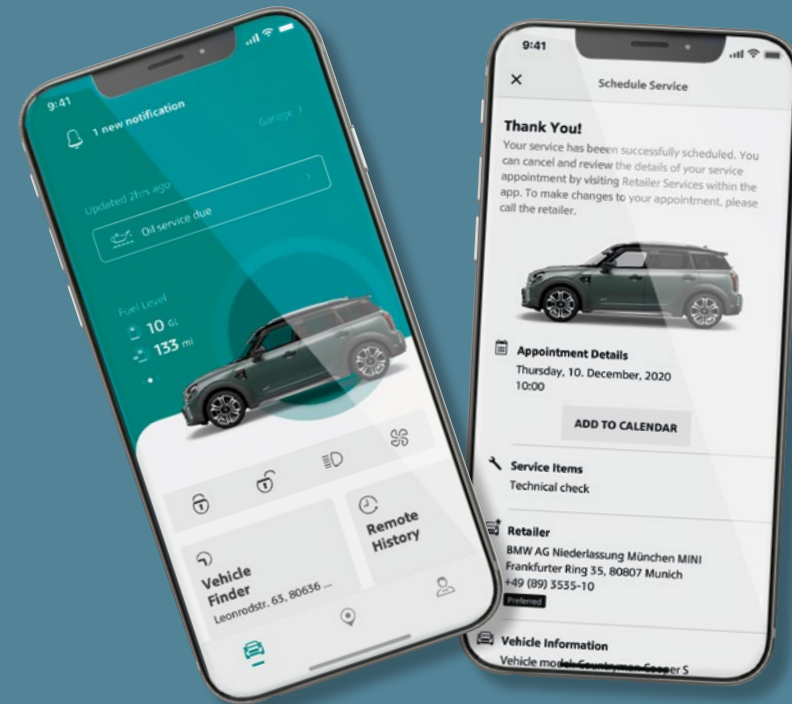 9:41
1 new notification
Garage
Updated 2hrs ago
Oil service due
Fuel Level
10 Gl
133 mi
Vehicle
Finder
Leonrodstr. 63, 80636 ...
Remote
History
9:41
Schedule Service
Thank You!
Your service has beeen successfully scheduled. You
can cancel and review the details of your service
appointment by visiting Retailer Services within the
app. To make changes to your appointment, please
call the retailer.
Appointment Details
Thursday, 10. December, 2020
10:00
ADD TO CALENDAR
Service Items
Technical check
Retailer
BMW AG Niederlassung München MINI
Frankfurter Ring 35, 80807 Munich
+49 (89) 3535-10
Preferred
Vehicle Information
Vehicle model: Countryman Cooper S